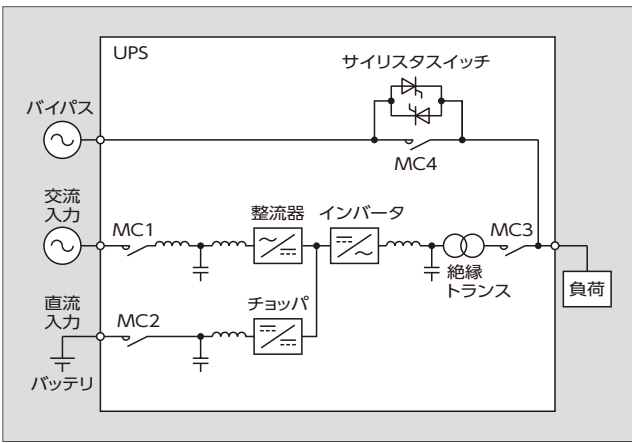 UPS
サイリスタスイッチ
バイパス
MC4
交流
入力
MC1
整流器
インバータ
MC3
絶縁
トランス
負荷
直流
入力
MC2
チョッパ
バッテリ